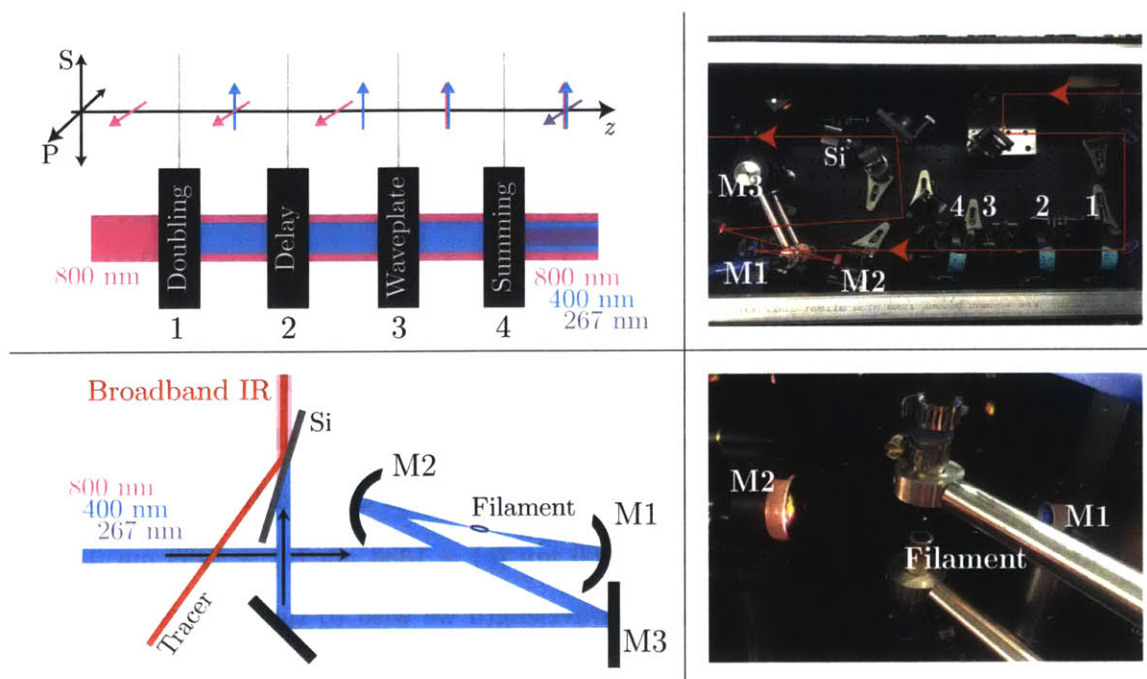 S
P
z
Doubling
Delay
Waveplate
Summing
800 nm
800 nm
400 nm
267 nm
1
2
3
4
Si
M3
4
3
2
1
M1
M2
Broadband IR
Si
M2
Filament
M1
800 nm
400 nm
267 nm
Tracer
M3
M2
M1
Filament